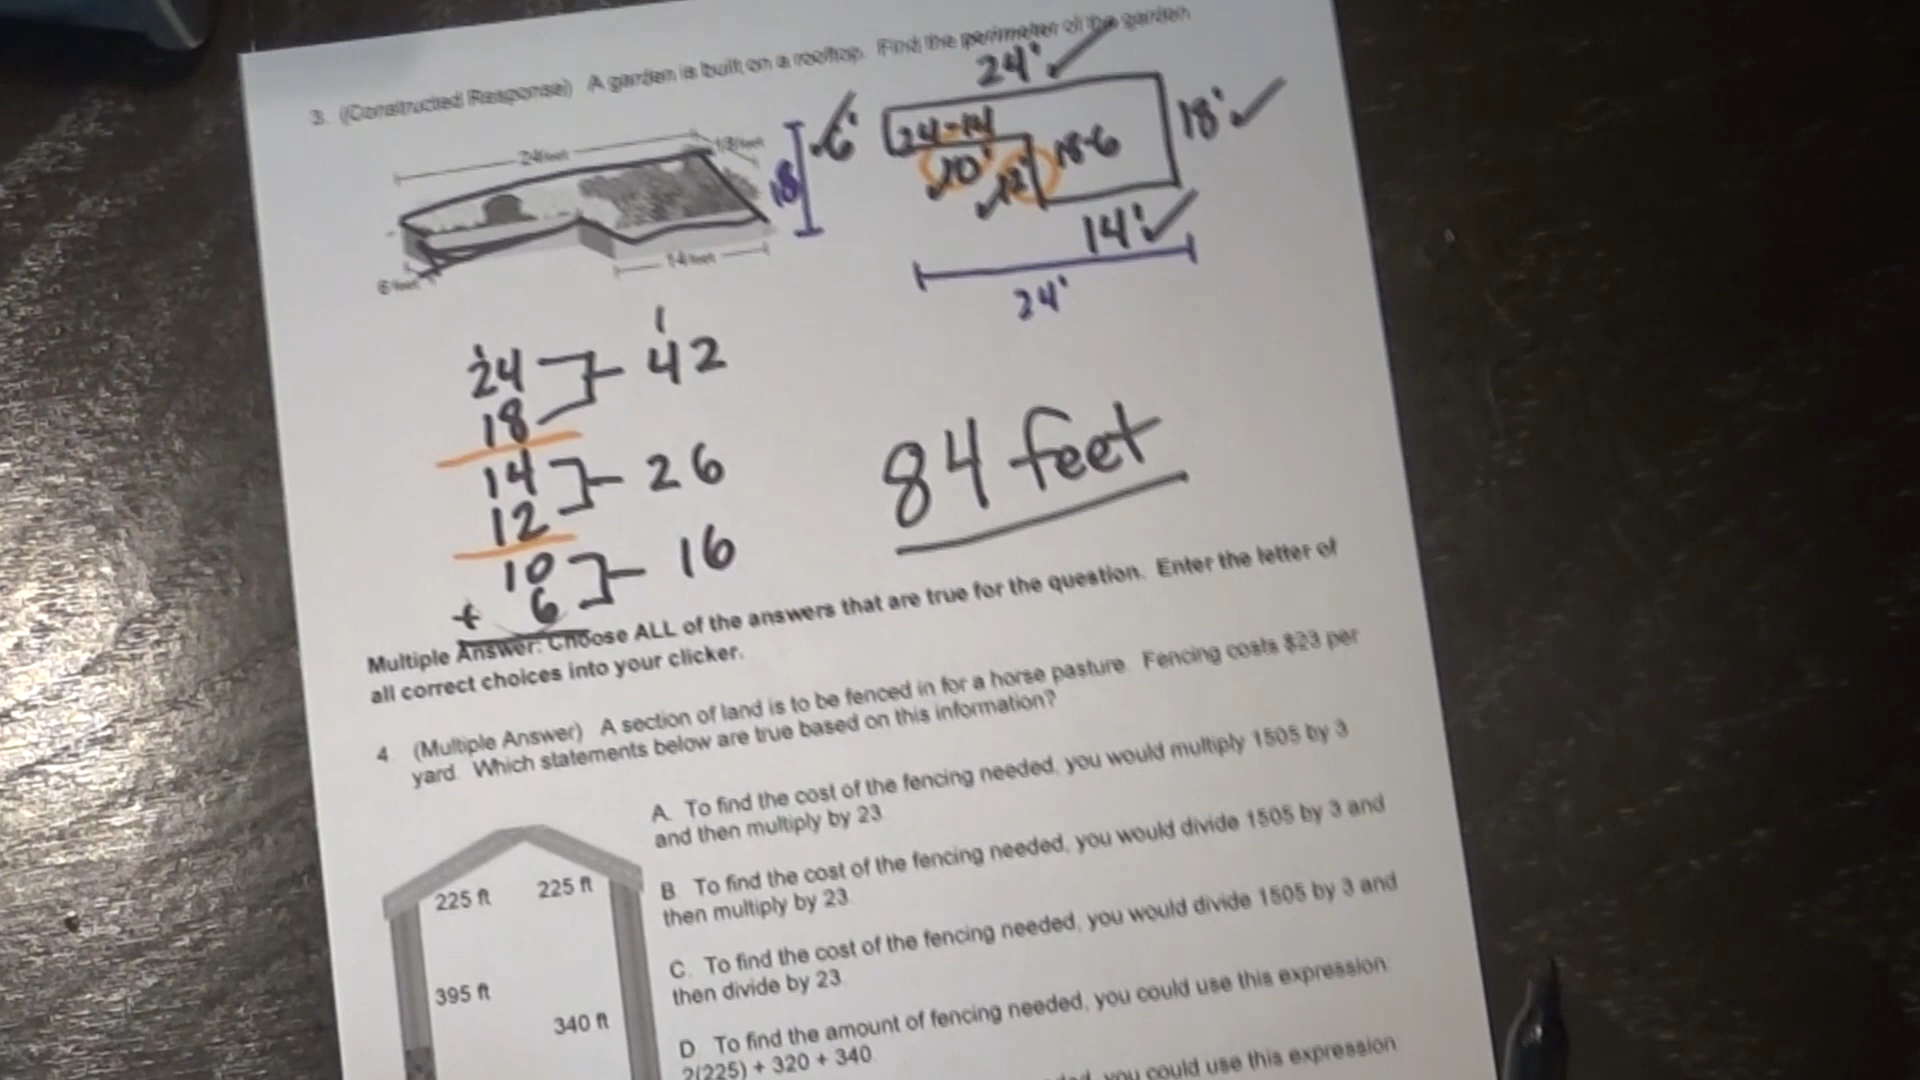 3. (Constructed Response) A garden is built on a rooftop. Find the perimeter of the garden
24' ✓
24 feet
18 feet
18
✓ 6'
24-14
10'
✓
12'
✓
18-6
18' ✓
14' ✓
6 feet
14 feet
24'
1
24
18
1
42
14
12
26
10
+ 6
16
84 feet
Multiple Answer: Choose ALL of the answers that are true for the question. Enter the letter of
all correct choices into your clicker.
4. (Multiple Answer) A section of land is to be fenced in for a horse pasture. Fencing costs $23 per
yard. Which statements below are true based on this information?
A. To find the cost of the fencing needed, you would multiply 1505 by 3
and then multiply by 23
B. To find the cost of the fencing needed, you would divide 1505 by 3 and
then multiply by 23
C. To find the cost of the fencing needed, you would divide 1505 by 3 and
then divide by 23
D. To find the amount of fencing needed, you could use this expression
2(225) + 320 + 340
you could use this expression
225 ft
225 ft
395 ft
340 ft